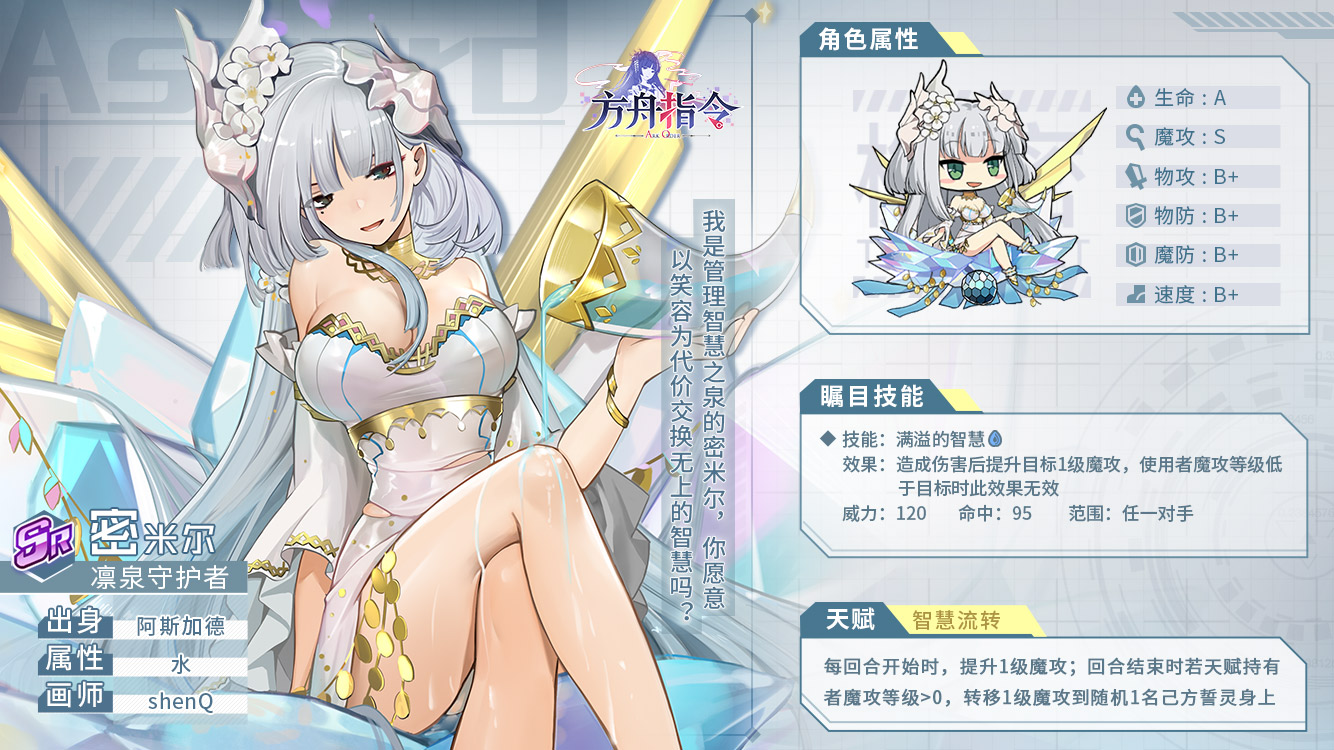 Asgard
方舟指令
ARK ORDER
我是管理智慧之泉的密米尔，你愿意
以笑容为代价交换无上的智慧吗？
SR
密米尔
凛泉守护者
出身 阿斯加德
属性 水
画师 shenQ
角色属性
生命：A
魔攻：S
物攻：B+
物防：B+
魔防：B+
速度：B+
瞩目技能
◆ 技能：满溢的智慧
效果：造成伤害后提升目标1级魔攻，使用者魔攻等级低
于目标时此效果无效
威力：120 命中：95 范围：任一对手
天赋 智慧流转
每回合开始时，提升1级魔攻；回合结束时若天赋持有
者魔攻等级>0，转移1级魔攻到随机1名己方誓灵身上